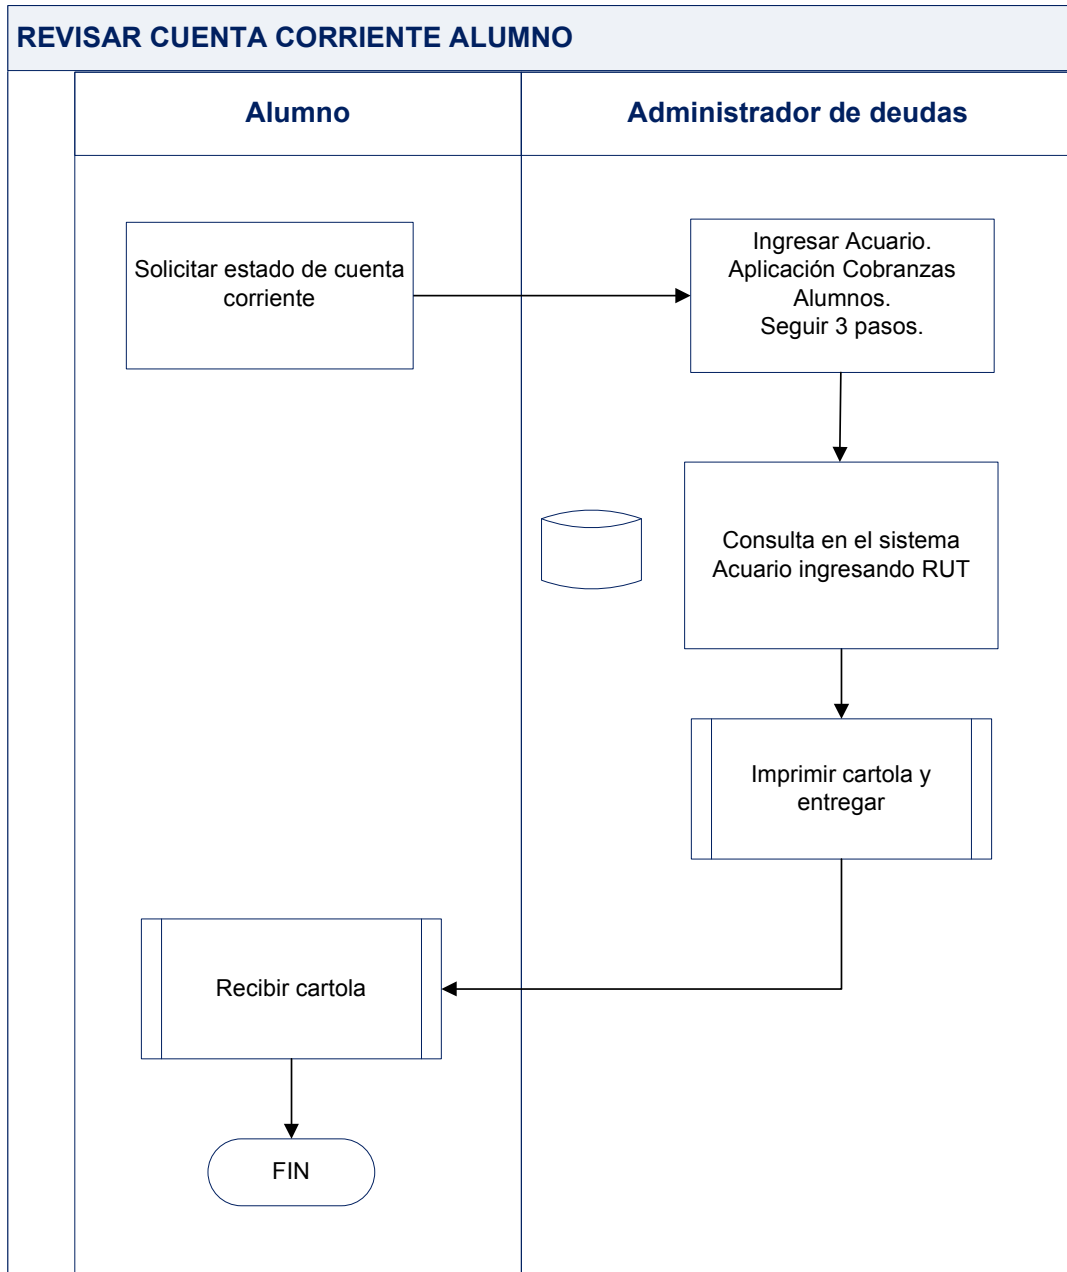 REVISAR CUENTA CORRIENTE ALUMNO
Alumno
Administrador de deudas
Solicitar estado de cuenta
corriente
Ingresar Acuario.
Aplicación Cobranzas
Alumnos.
Seguir 3 pasos.
Consulta en el sistema
Acuario ingresando RUT
Imprimir cartola y
entregar
Recibir cartola
FIN